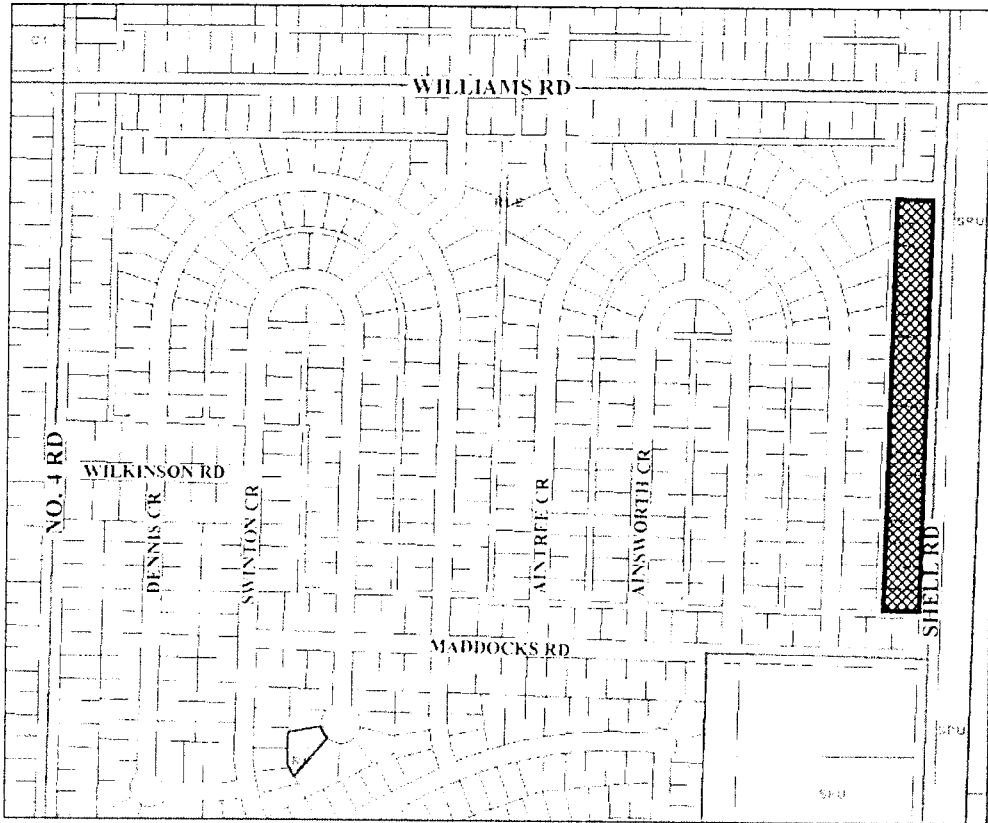 WILLIAMS RD
NO. 4 RD
WILKINSON RD
DENNIS CR
SWINTON CR
AINTREE CR
AINSWORTH CR
SHELL RD
MADDOCKS RD